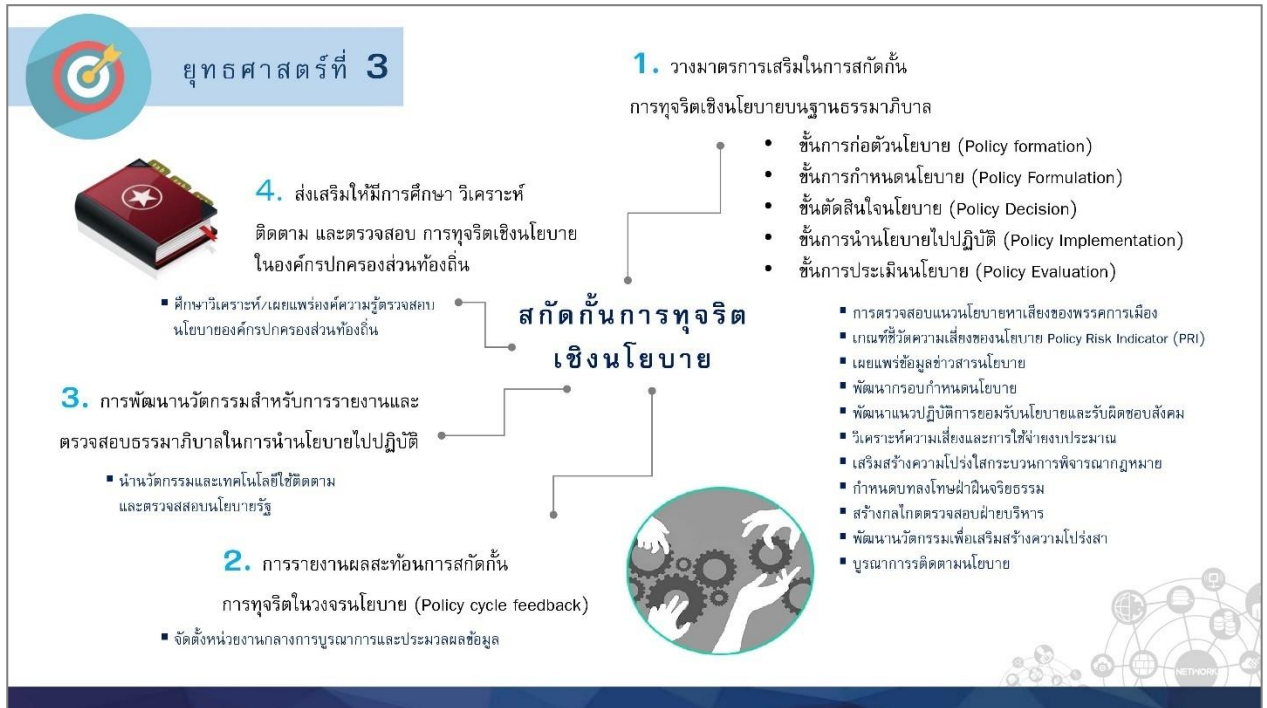 ยุทธศาสตร์ที่ 3
1. วางมาตรการเสริมในการสกัดกั้น
การทุจริตเชิงนโยบายบนฐานธรรมาภิบาล
• ขั้นการก่อตัวนโยบาย (Policy formation)
• ขั้นการกำหนดนโยบาย (Policy Formulation)
• ขั้นตัดสินใจนโยบาย (Policy Decision)
• ขั้นการนำนโยบายไปปฏิบัติ (Policy Implementation)
• ขั้นการประเมินนโยบาย (Policy Evaluation)
▪ การตรวจสอบแนวนโยบายหาเสียงของพรรคการเมือง
▪ เกณฑ์ชี้วัดความเสี่ยงของนโยบาย Policy Risk Indicator (PRI)
▪ เผยแพร่ข้อมูลข่าวสารนโยบาย
▪ พัฒนากรอบกำหนดนโยบาย
▪ พัฒนาแนวปฏิบัติการยอมรับนโยบายและรับผิดชอบสังคม
▪ วิเคราะห์ความเสี่ยงและการใช้จ่ายงบประมาณ
▪ เสริมสร้างความโปร่งใสกระบวนการพิจารณากฎหมาย
▪ กำหนดบทลงโทษฝ่าฝืนจริยธรรม
▪ สร้างกลไกตตรวจสอบฝ่ายบริหาร
▪ พัฒนานวัตกรรมเพื่อเสริมสร้างความโปร่งสา
▪ บูรณาการรติดตามนโยบาย
4. ส่งเสริมให้มีการศึกษา วิเคราะห์
ติดตาม และตรวจสอบ การทุจริตเชิงนโยบาย
ในองค์กรปกครองส่วนท้องถิ่น
▪ ศึกษาวิเคราะห์/เผยแพร่องค์ความรู้ตรวจสอบ
นโยบายองค์กรปกครองส่วนท้องถิ่น
สกัดกั้นการทุจริต
เชิงนโยบาย
3. การพัฒนานวัตกรรมสำหรับการรายงานและ
ตรวจสอบธรรมาภิบาลในการนำนโยบายไปปฏิบัติ
▪ นำนวัตกรรมและเทคโนโลยีใช้ติดตาม
และตรวจสสอบนโยบายรัฐ
2. การรายงานผลสะท้อนการสกัดกั้น
การทุจริตในวงจรนโยบาย (Policy cycle feedback)
▪ จัดตั้งหน่วยงานกลางการบูรณาการและประมวลผลข้อมูล
NETWORK